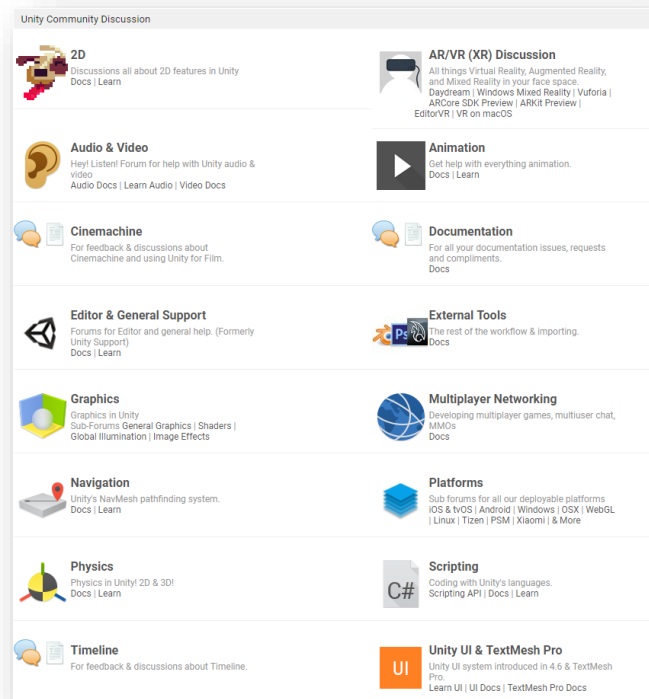 Unity Community Discussion
2D
Discussions all about 2D features in Unity
Docs | Learn
AR/VR (XR) Discussion
All things Virtual Reality, Augmented Reality,
and Mixed Reality in your face space.
Daydream | Windows Mixed Reality | Vuforia |
ARCore SDK Preview | ARKit Preview |
EditorVR | VR on macOS
Audio & Video
Hey! Listen! Forum for help with Unity audio &
video
Audio Docs | Learn Audio | Video Docs
Animation
Get help with everything animation.
Docs | Learn
Cinemachine
For feedback & discussions about
Cinemachine and using Unity for Film.
Documentation
For all your documentation issues, requests
and compliments.
Docs
Editor & General Support
Forums for Editor and general help. (Formerly
Unity Support)
Docs | Learn
Ps
External Tools
The rest of the workflow & importing.
Docs
Graphics
Graphics in Unity
Sub-Forums General Graphics | Shaders |
Global Illumination | Image Effects
Multiplayer Networking
Developing multiplayer games, multiuser chat,
MMOs
Docs
Navigation
Unity's NavMesh pathfinding system.
Docs | Learn
Platforms
Sub forums for all our deployable platforms
iOS & tvOS | Android | Windows | OSX | WebGL
| Linux | Tizen | PSM | Xiaomi | & More
Physics
Physics in Unity! 2D & 3D!
Docs | Learn
C#
Scripting
Coding with Unity's languages.
Scripting API | Docs | Learn
Timeline
For feedback & discussions about Timeline.
UI
Unity UI & TextMesh Pro
Unity UI system introduced in 4.6 & TextMesh
Pro.
Learn UI | UI Docs | TextMesh Pro Docs